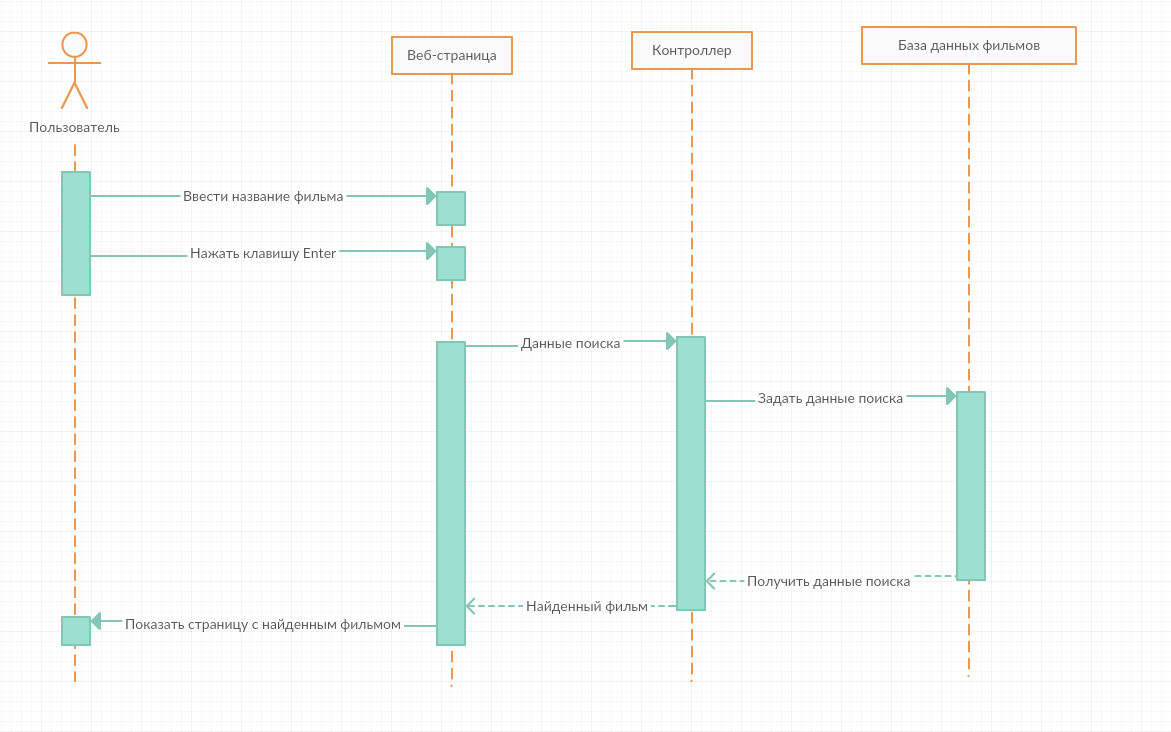 Пользователь
Веб-страница
Контроллер
База данных фильмов
Ввести название фильма
Нажать клавишу Enter
Данные поиска
Задать данные поиска
Получить данные поиска
Найденный фильм
Показать страницу с найденным фильмом